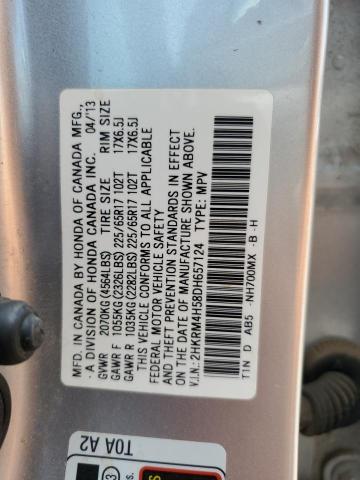 MFD. IN CANADA BY HONDA OF CANADA MFG.,
- A DIVISION OF HONDA CANADA INC. 04/'13
GVWR 2070KG(4564LBS) TIRE SIZE RIM SIZE
GAWR F 1055KG(2326LBS)225/65R17 102T 17X6.5J
GAWR R 1035KG(2282LBS)225/65R17 102T 17X6.5J
THIS VEHICLE CONFORMS TO ALL APPLICABLE
FEDERAL MOTOR VEHICLE SAFETY
AND THEFT PREVENTION STANDARDS IN EFFECT
ON THE DATE OF MANUFACTURE SHOWN ABOVE.
V.I.N.:2HKRM4H58DH657124 TYPE: MPV
TIN D AB5 -NH700MX -B -H
T0A A2